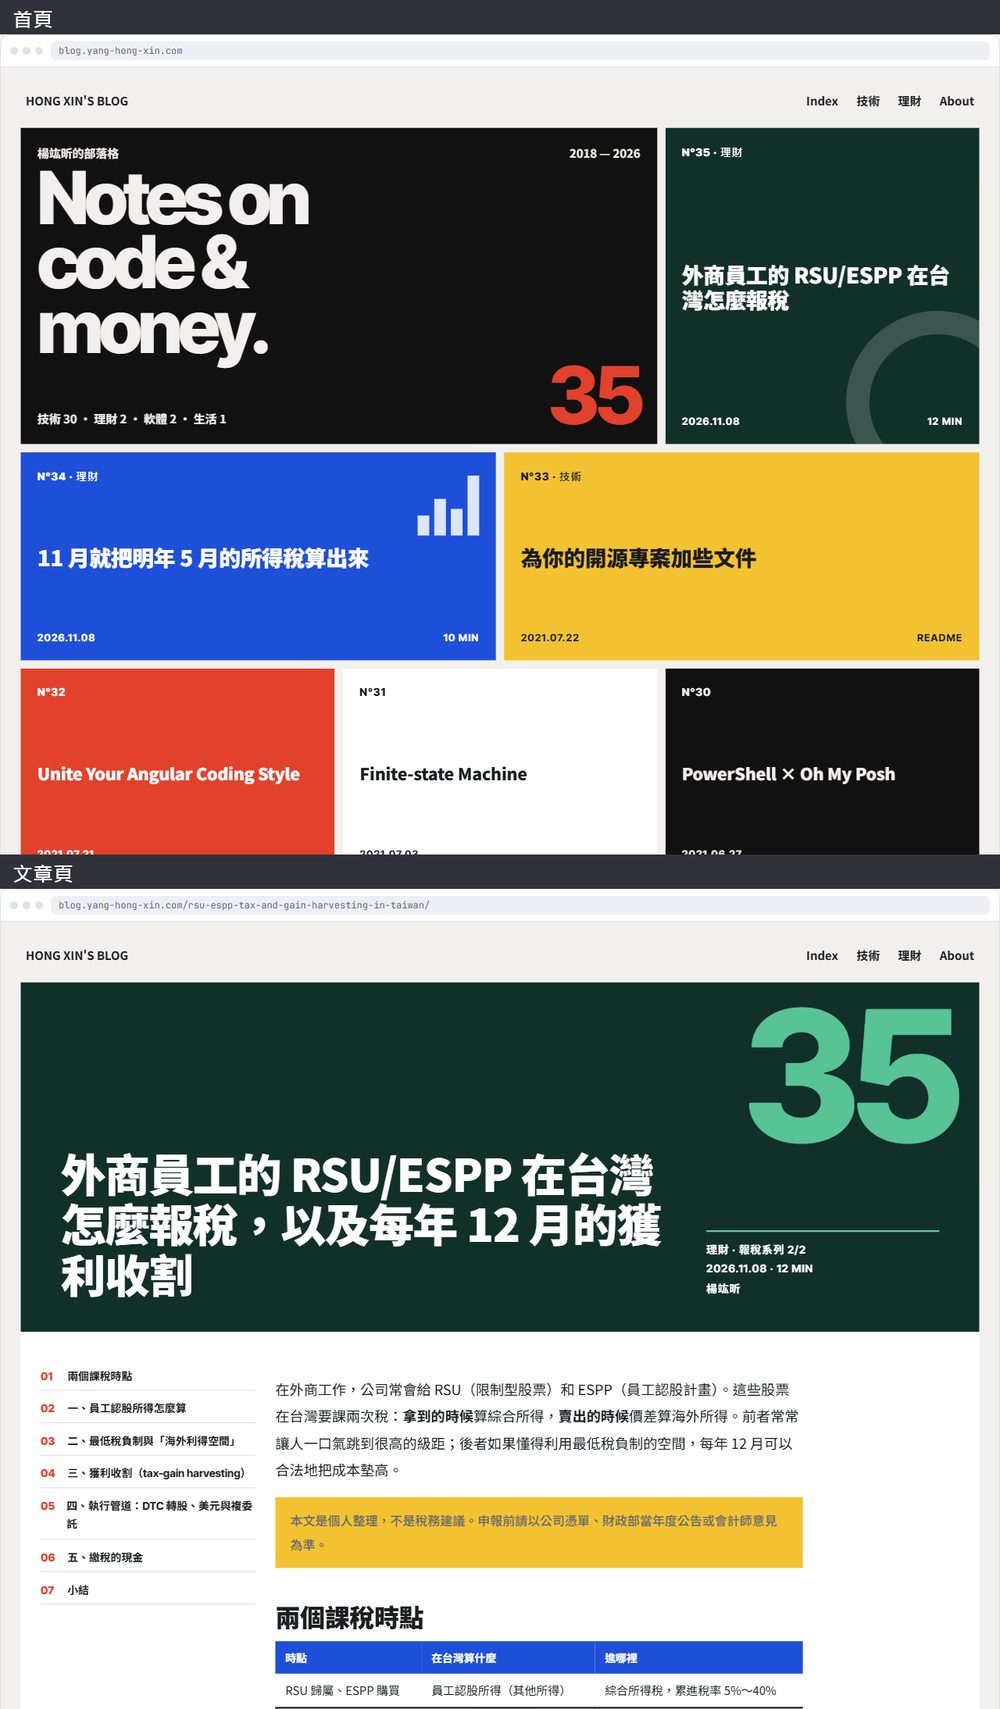 首頁
blog.yang-hong-xin.com
HONG XIN'S BLOG
Index 技術 理財 About
楊竑昕的部落格
2018 — 2026
Notes on
code &
money.
35
技術 30 · 理財 2 · 軟體 2 · 生活 1
N°35 · 理財
外商員工的 RSU/ESPP 在台
灣怎麼報稅
2026.11.08
12 MIN
N°34 · 理財
11 月就把明年 5 月的所得稅算出來
2026.11.08
10 MIN
N°33 · 技術
為你的開源專案加些文件
2021.07.22
README
N°32
Unite Your Angular Coding Style
2021.07.21
N°31
Finite-state Machine
2021.07.03
N°30
PowerShell × Oh My Posh
2021.06.27
文章頁
blog.yang-hong-xin.com/rsu-espp-tax-and-gain-harvesting-in-taiwan/
HONG XIN'S BLOG
Index 技術 理財 About
35
外商員工的 RSU/ESPP 在台灣
怎麼報稅，以及每年 12 月的獲
利收割
理財 · 報稅系列 2/2
2026.11.08 · 12 MIN
楊竑昕
01 兩個課稅時點
02 一、員工認股所得怎麼算
03 二、最低稅負制與「海外利得空間」
04 三、獲利收割（tax-gain harvesting）
05 四、執行管道：DTC 轉股、美元與複委
託
06 五、繳稅的現金
07 小結
在外商工作，公司常會給 RSU（限制型股票）和 ESPP（員工認股計畫）。這些股票
在台灣要課兩次稅：拿到的時候算綜合所得，賣出的時候價差算海外所得。前者常常
讓人一口氣跳到很高的級距；後者如果懂得利用最低稅負制的空間，每年 12 月可以
合法地把成本墊高。
本文是個人整理，不是稅務建議。申報前請以公司憑單、財政部當年度公告或會計師意見
為準。
兩個課稅時點
時點 在台灣算什麼 進哪裡
RSU 歸屬、ESPP 購買 員工認股所得（其他所得） 綜合所得稅，累進稅率 5%～40%